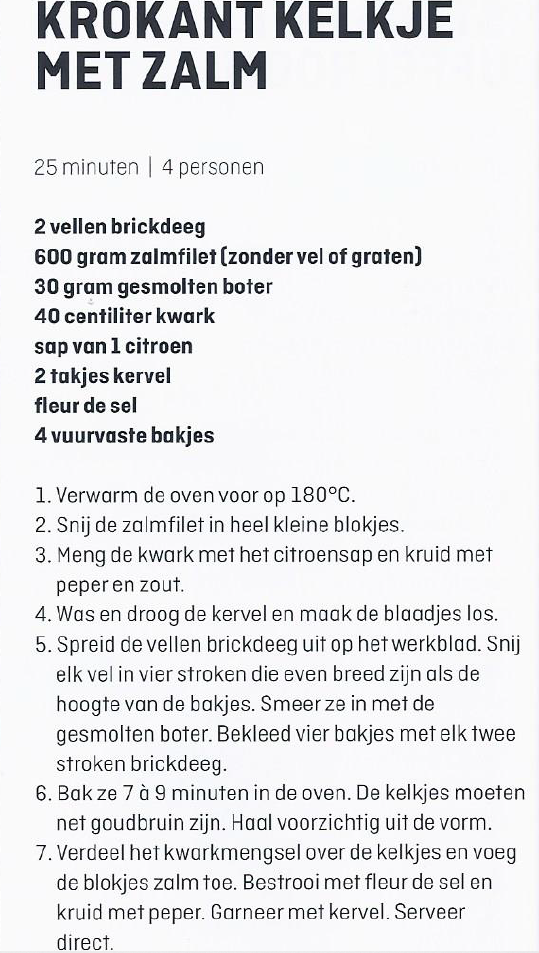 KROKANT KELKJE
MET ZALM
25 minuten | 4 personen
2 vellen brickdeeg
600 gram zalmfilet (zonder vel of graten)
30 gram gesmolten boter
40 centiliter kwark
sap van 1 citroen
2 takjes kervel
fleur de sel
4 vuurvaste bakjes
1. Verwarm de oven voor op 180°C.
2. Snij de zalmfilet in heel kleine blokjes.
3. Meng de kwark met het citroensap en kruid met
peper en zout.
4. Was en droog de kervel en maak de blaadjes los.
5. Spreid de vellen brickdeeg uit op het werkblad. Snij
elk vel in vier stroken die even breed zijn als de
hoogte van de bakjes. Smeer ze in met de
gesmolten boter. Bekleed vier bakjes met elk twee
stroken brickdeeg.
6. Bak ze 7 à 9 minuten in de oven. De kelkjes moeten
net goudbruin zijn. Haal voorzichtig uit de vorm.
7. Verdeel het kwarkmengsel over de kelkjes en voeg
de blokjes zalm toe. Bestrooi met fleur de sel en
kruid met peper. Garneer met kervel. Serveer
direct.